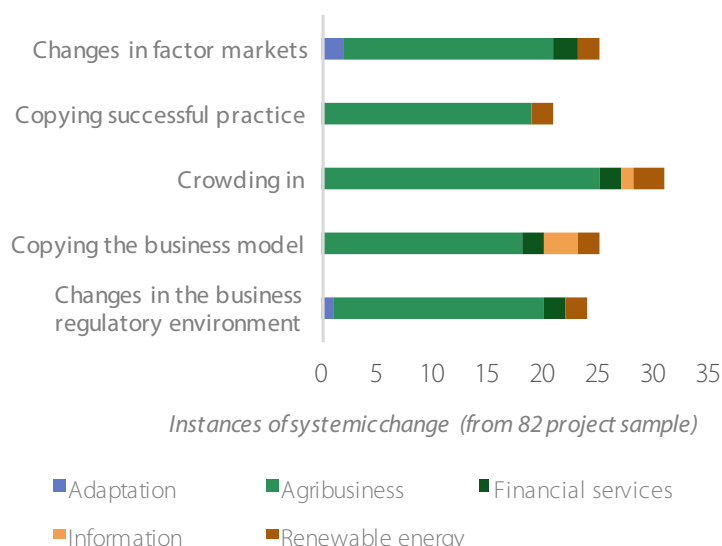 Changes in factor markets
Copying successful practice
Crowding in
Copying the business model
Changes in the business
regulatory environment
0 5 10 15 20 25 30 35
Instances of systemic change (from 82 project sample)
Adaptation Agribusiness Financial services
Information Renewable energy